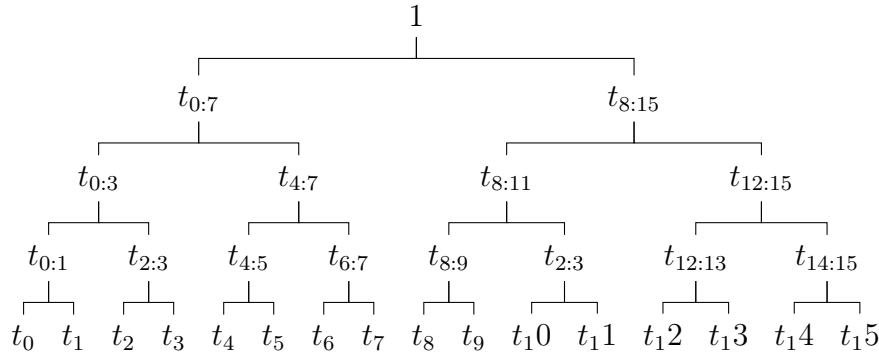 1
t_{0:7} t_{8:15}
t_{0:3} t_{4:7} t_{8:11} t_{12:15}
t_{0:1} t_{2:3} t_{4:5} t_{6:7} t_{8:9} t_{2:3} t_{12:13} t_{14:15}
t_0 t_1 t_2 t_3 t_4 t_5 t_6 t_7 t_8 t_9 t_10 t_11 t_12 t_13 t_14 t_15